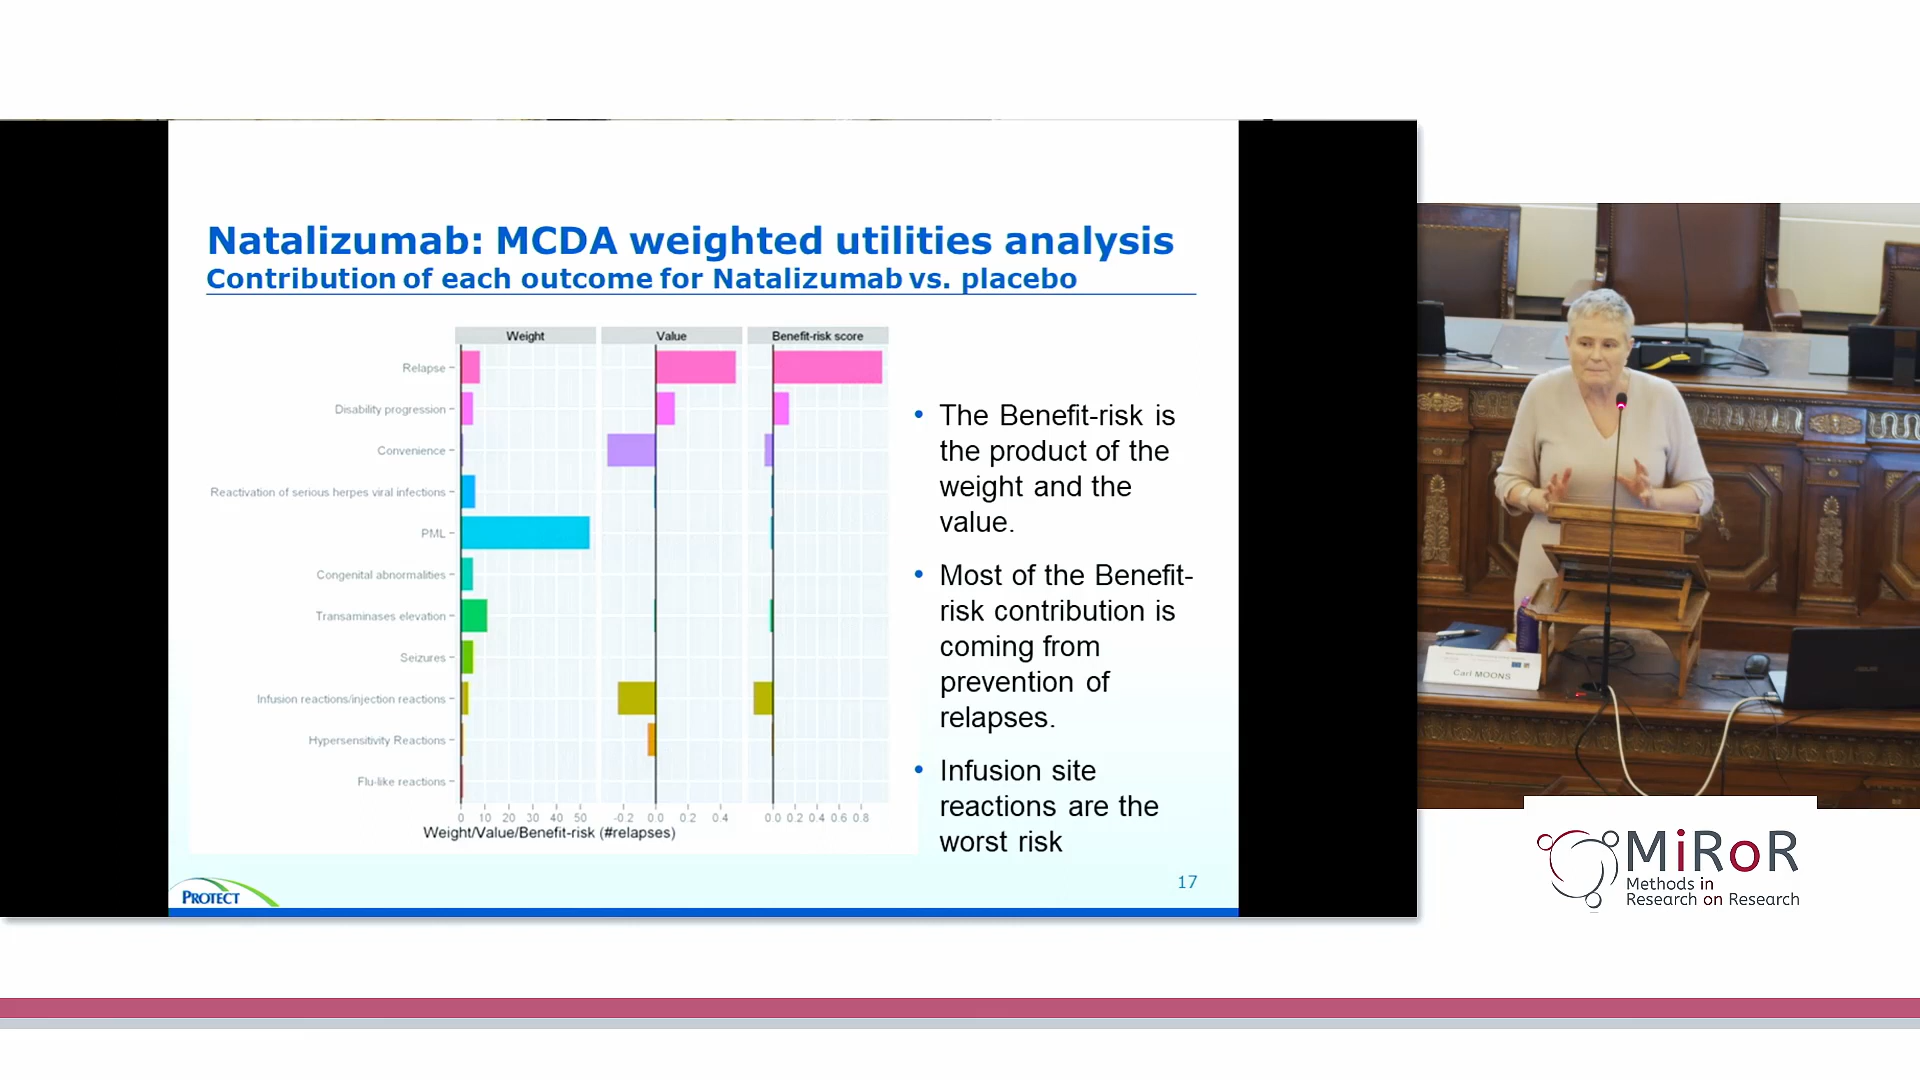 Natalizumab: MCDA weighted utilities analysis
Contribution of each outcome for Natalizumab vs. placebo
Weight
Value
Benefit-risk score
Relapse
Disability progression
Convenience
Reactivation of serious herpes viral infections
PML
Congenital abnormalities
Transaminases elevation
Seizures
Infusion reactions/injection reactions
Hypersensitivity Reactions
Flu-like reactions
0 10 20 30 40 50
-0.2 0.0 0.2 0.4
0.0 0.2 0.4 0.6 0.8
Weight/Value/Benefit-risk (#relapses)
• The Benefit-risk is
the product of the
weight and the
value.
• Most of the Benefit-
risk contribution is
coming from
prevention of
relapses.
• Infusion site
reactions are the
worst risk
PROTECT
17
Carl MOONS
MiRoR
Methods in
Research on Research